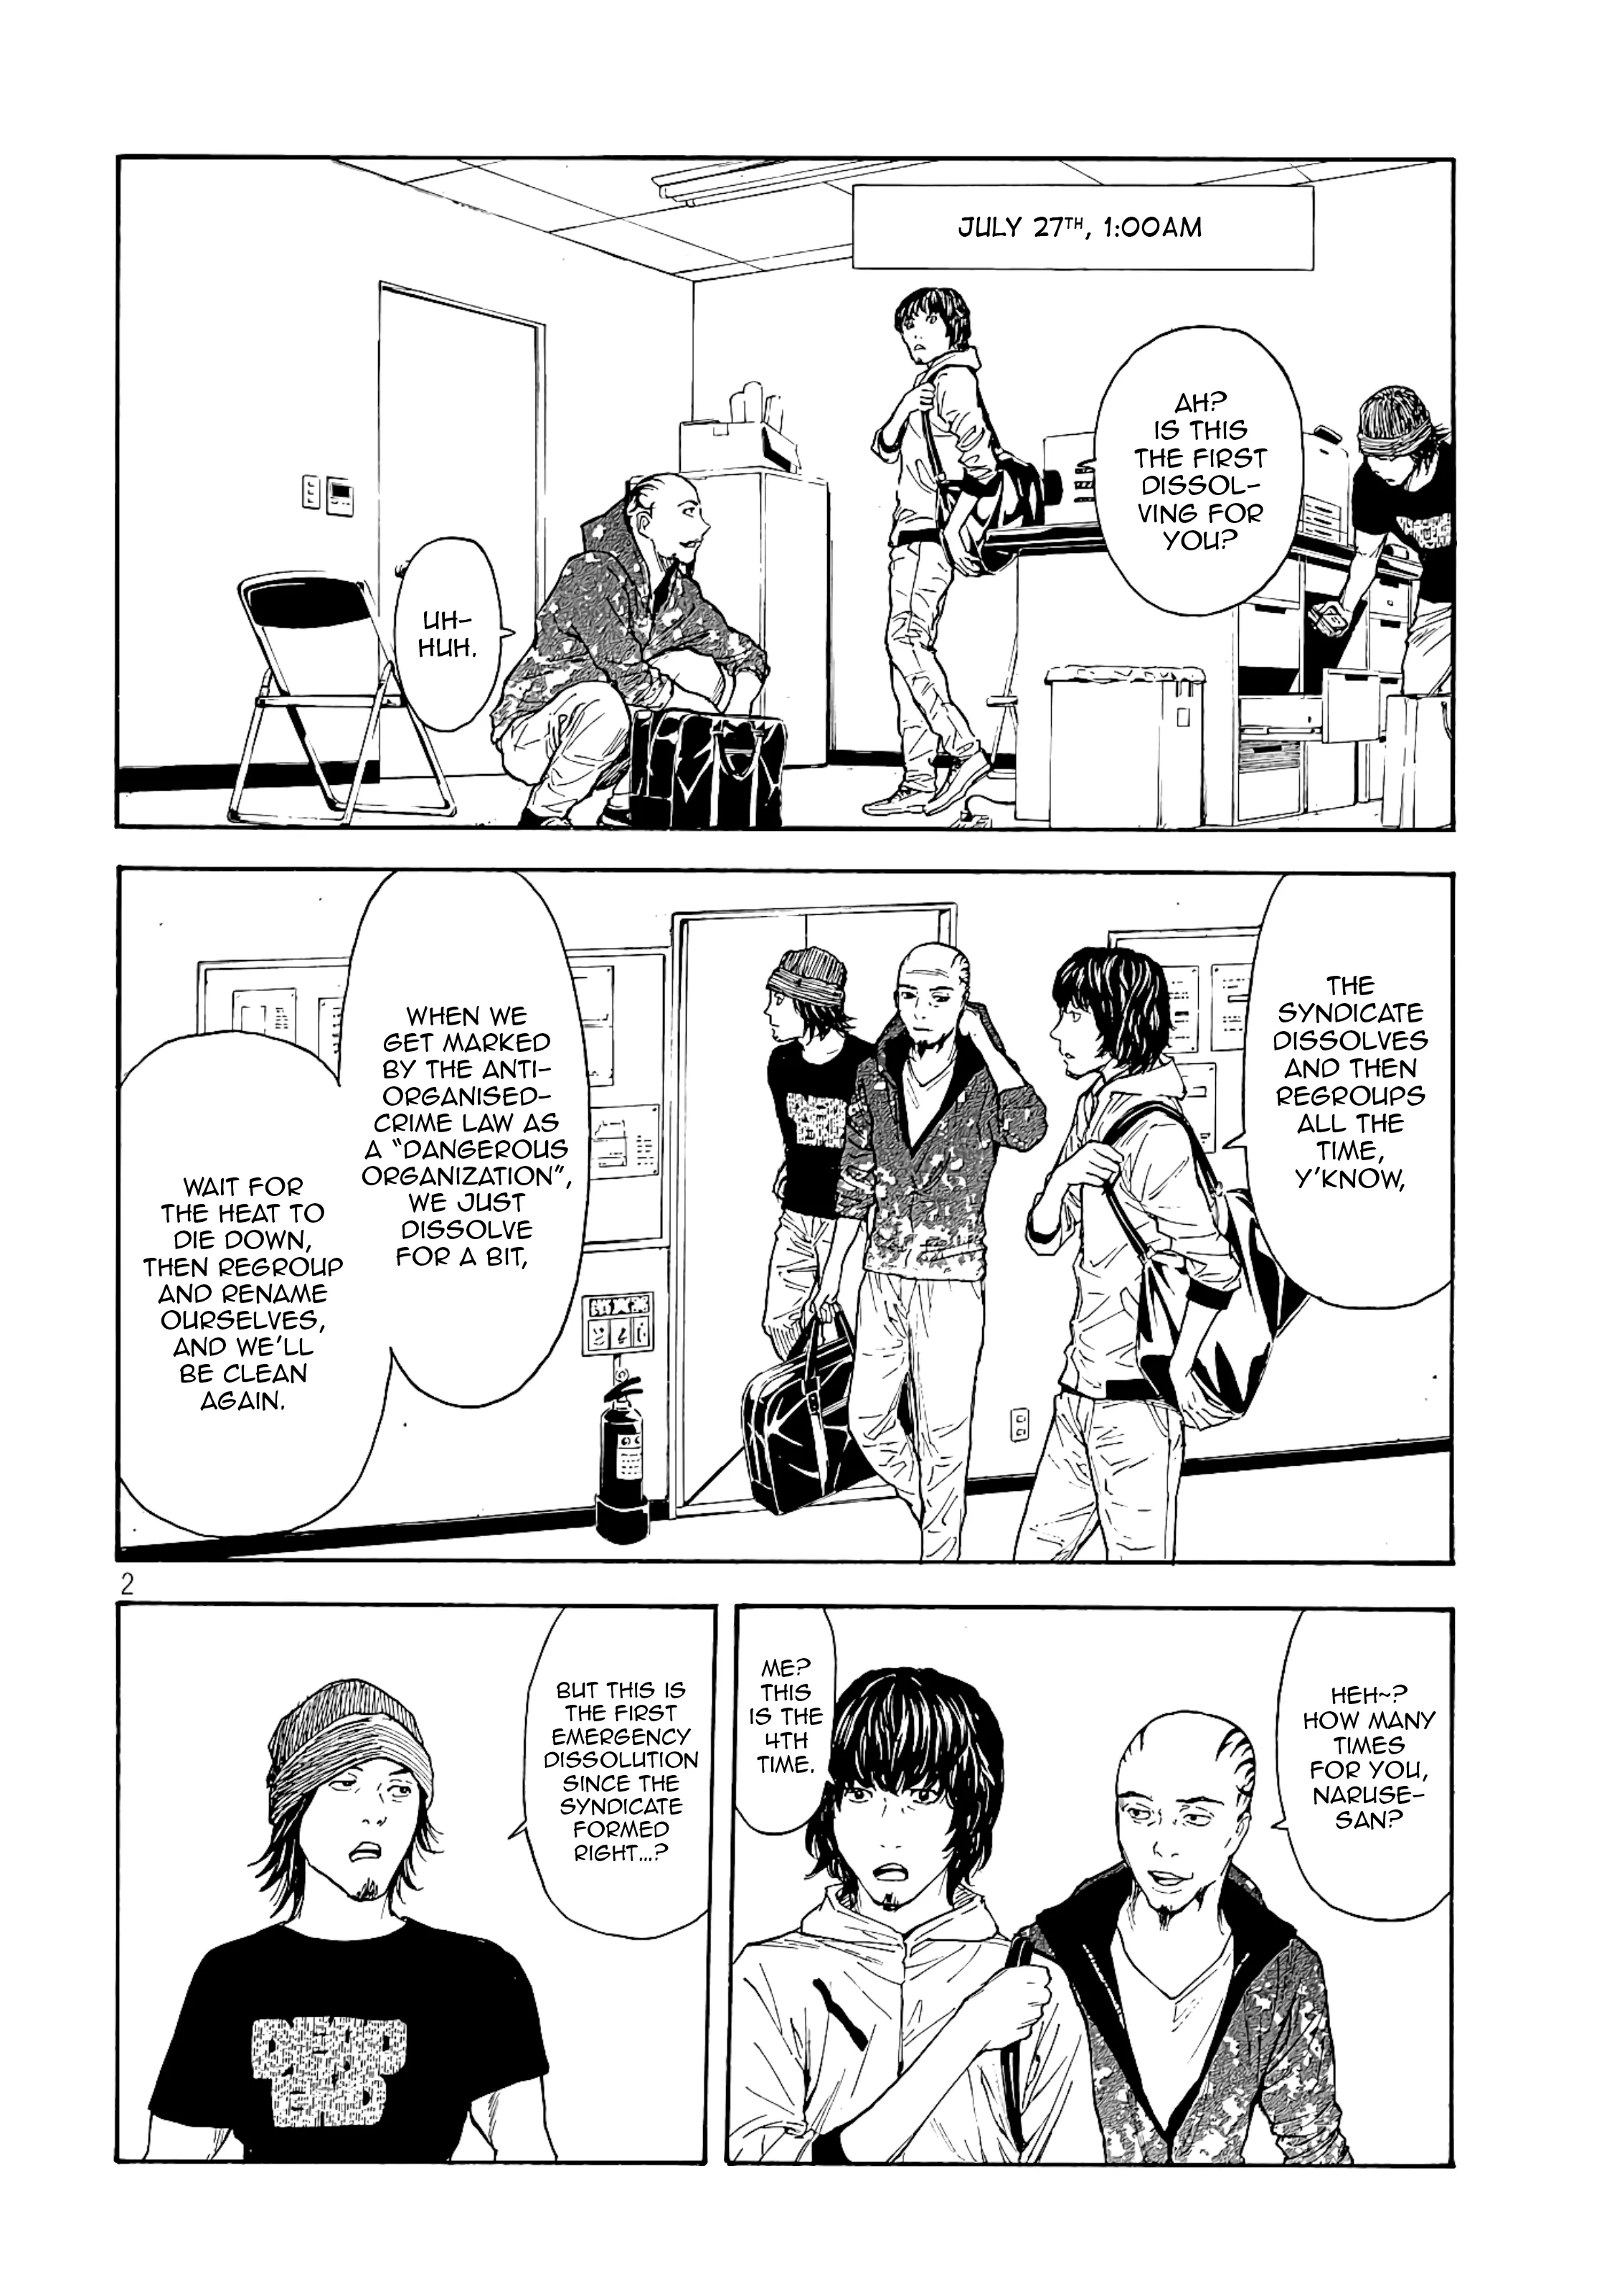 JULY 27TH, 1:00AM
AH?
IS THIS
THE FIRST
DISSOL-
VING FOR
YOU?
UH-
HUH.
THE
SYNDICATE
DISSOLVES
AND THEN
REGROUPS
ALL THE
TIME,
Y'KNOW,
WHEN WE
GET MARKED
BY THE ANTI-
ORGANISED-
CRIME LAW AS
A "DANGEROUS
ORGANIZATION",
WE JUST
DISSOLVE
FOR A BIT,
WAIT FOR
THE HEAT TO
DIE DOWN,
THEN REGROUP
AND RENAME
OURSELVES,
AND WE'LL
BE CLEAN
AGAIN.
2
HEH~?
HOW MANY
TIMES
FOR YOU,
NARUSE-
SAN?
ME?
THIS
IS THE
4TH
TIME.
BUT THIS IS
THE FIRST
EMERGENCY
DISSOLUTION
SINCE THE
SYNDICATE
FORMED
RIGHT...?